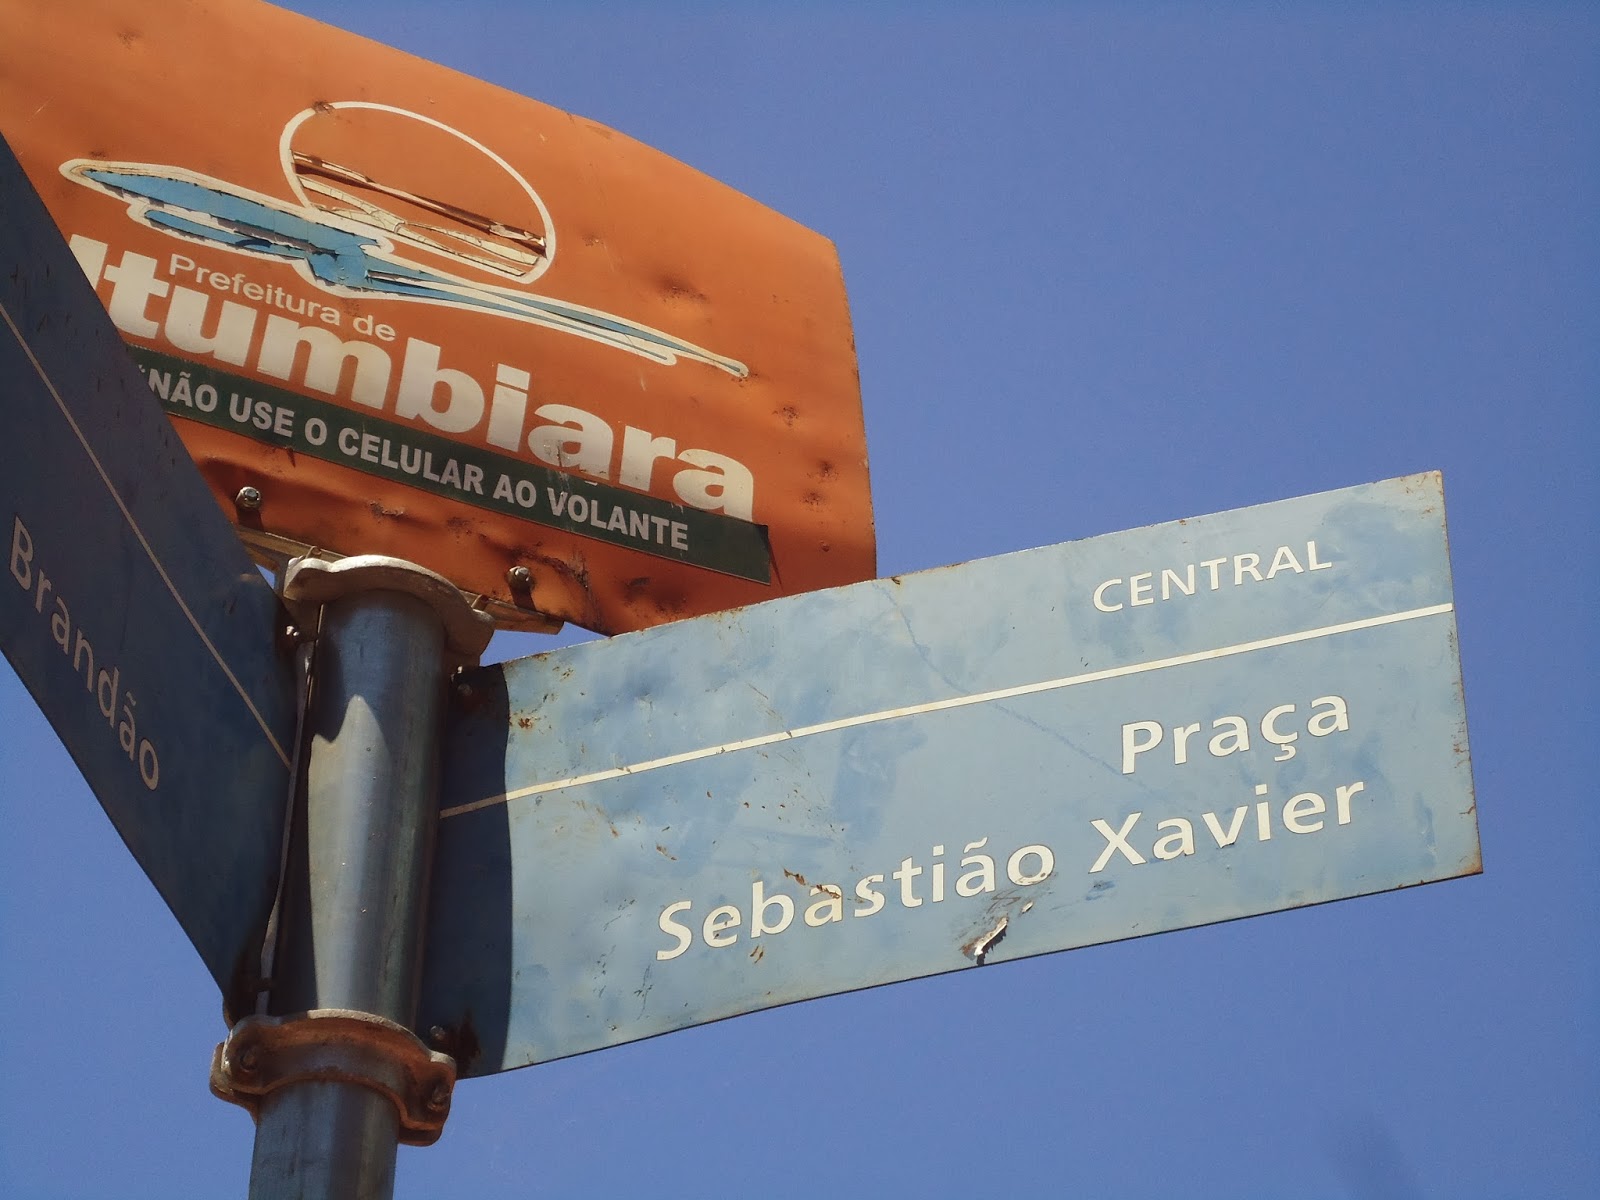 Prefeitura de
Itumbiara
"NÃO USE O CELULAR AO VOLANTE
Brandão
CENTRAL
Praça
Sebastião Xavier